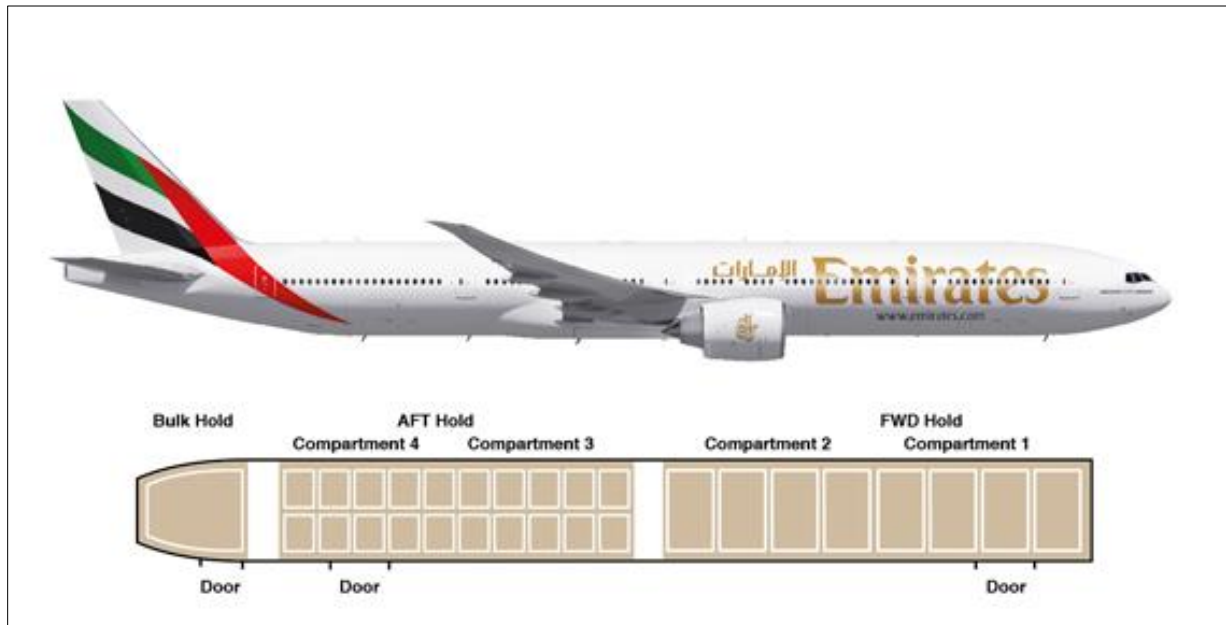 الإمارات Emirates
www.emirates.com
Bulk Hold AFT Hold FWD Hold
Compartment 4 Compartment 3 Compartment 2 Compartment 1
Door Door Door